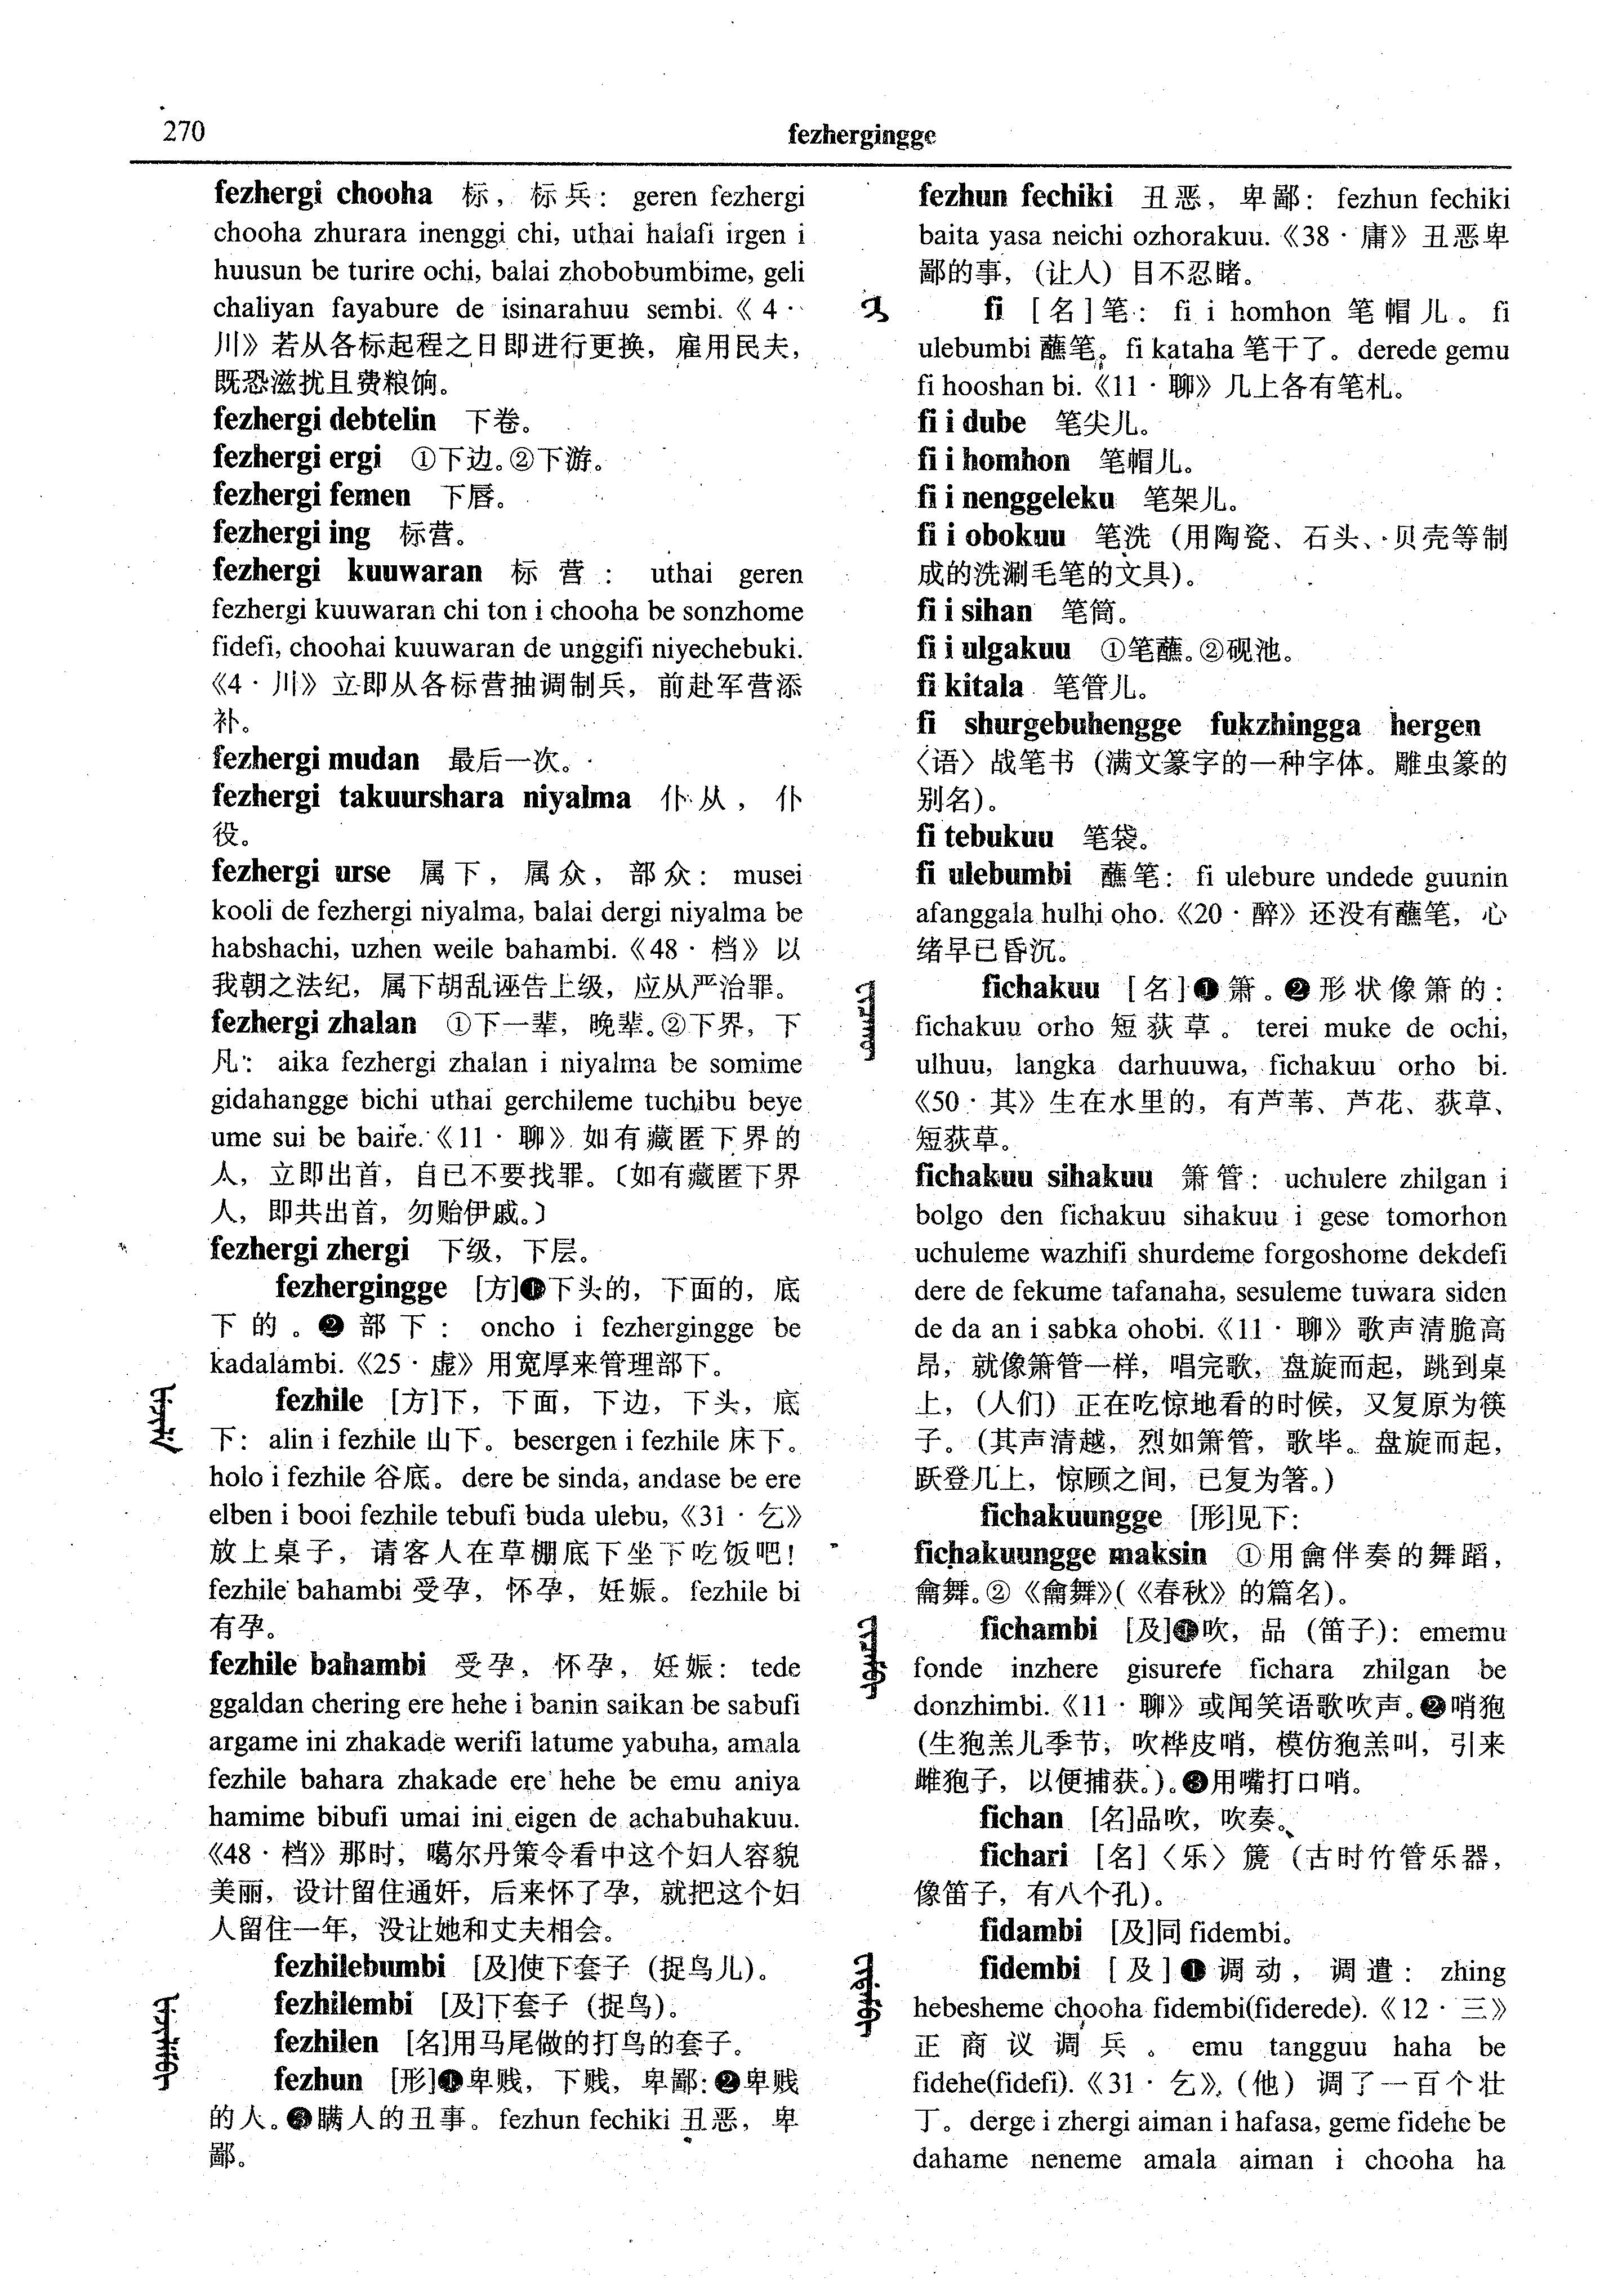 270
fezhergingge
fezhergi chooha 标，标兵：geren fezhergi
chooha zhurara inenggi chi, uthai halafi irgen i
huusun be turire ochi, balai zhobobumbime, geli
chaliyan fayabure de isinarahuu sembi.《4·
川》若从各标起程之日即进行更换，雇用民夫，
既恐滋扰且费粮饷。
fezhergi debtelin 下卷。
fezhergi ergi ①下边。②下游。
fezhergi femen 下唇。
fezhergi ing 标营。
fezhergi kuuwaran 标营：uthai geren
fezhergi kuuwaran chi ton i chooha be sonzhome
fidefi, choohai kuuwaran de unggifi niyechebuki.
《4·川》立即从各标营抽调制兵，前赴军营添
补。
fezhergi mudan 最后一次。
fezhergi takuurshara niyalma 仆从，仆
役。
fezhergi urse 属下，属众，部众：musei
kooli de fezhergi niyalma, balai dergi niyalma be
habshachi, uzhen weile bahambi.《48·档》以
我朝之法纪，属下胡乱诬告上级，应从严治罪。
fezhergi zhalan ①下一辈，晚辈。②下界，下
凡：aika fezhergi zhalan i niyalma be somime
gidahangge bichi uthai gerchileme tuchibu beye
ume sui be baire.《11·聊》如有藏匿下界的
人，立即出首，自已不要找罪。〔如有藏匿下界
人，即共出首，勿贻伊戚。〕
fezhergi zhergi 下级，下层。
fezhergingge [方]❶下头的，下面的，底
下的。❷部下：oncho i fezhergingge be
kadalambi.《25·虚》用宽厚来管理部下。
fezhile [方]下，下面，下边，下头，底
下：alin i fezhile 山下。besergen i fezhile 床下。
holo i fezhile 谷底。dere be sinda, andase be ere
elben i booi fezhile tebufi buda ulebu,《31·乞》
放上桌子，请客人在草棚底下坐下吃饭吧！
fezhile bahambi 受孕，怀孕，妊娠。fezhile bi
有孕。
fezhile bahambi 受孕，怀孕，妊娠：tede
ggaldan chering ere hehe i banin saikan be sabufi
argame ini zhakade werifi latume yabuha, amala
fezhile bahara zhakade ere hehe be emu aniya
hamime bibufi umai ini eigen de achabuhakuu.
《48·档》那时，噶尔丹策令看中这个妇人容貌
美丽，设计留住通奸，后来怀了孕，就把这个妇
人留住一年，没让她和丈夫相会。
fezhilebumbi [及]使下套子（捉鸟儿）。
fezhilembi [及]下套子（捉鸟）。
fezhilen [名]用马尾做的打鸟的套子。
fezhun [形]❶卑贱，下贱，卑鄙：❷卑贱
的人。❸瞒人的丑事。fezhun fechiki 丑恶，卑
鄙。
fezhun fechiki 丑恶，卑鄙：fezhun fechiki
baita yasa neichi ozhorakuu.《38·庸》丑恶卑
鄙的事，（让人）目不忍睹。
fi [名]笔：fi i homhon 笔帽儿。fi
ulebumbi 蘸笔。fi kataha 笔干了。derede gemu
fi hooshan bi.《11·聊》几上各有笔札。
fi i dube 笔尖儿。
fi i homhon 笔帽儿。
fi i nenggeleku 笔架儿。
fi i obokuu 笔洗（用陶瓷、石头、贝壳等制
成的洗涮毛笔的文具）。
fi i sihan 笔筒。
fi i ulgakuu ①笔蘸。②砚池。
fi kitala 笔管儿。
fi shurgebuhengge fukzhingga hergen
〈语〉战笔书（满文篆字的一种字体。雕虫篆的
别名）。
fi tebukuu 笔袋。
fi ulebumbi 蘸笔：fi ulebure undede guunin
afanggala hulhi oho.《20·醉》还没有蘸笔，心
绪早已昏沉。
fichakuu [名]❶箫。❷形状像箫的：
fichakuu orho 短荻草。terei muke de ochi,
ulhuu, langka darhuuwa, fichakuu orho bi.
《50·其》生在水里的，有芦苇、芦花、荻草、
短荻草。
fichakuu sihakuu 箫管：uchulere zhilgan i
bolgo den fichakuu sihakuu i gese tomorhon
uchuleme wazhifi shurdeme forgoshome dekdefi
dere de fekume tafanaha, sesuleme tuwara siden
de da an i sabka ohobi.《11·聊》歌声清脆高
昂，就像箫管一样，唱完歌，盘旋而起，跳到桌
上，（人们）正在吃惊地看的时候，又复原为筷
子。（其声清越，烈如箫管，歌毕。盘旋而起，
跃登几上，惊顾之间，已复为箸。）
fichakuungge [形]见下：
fichakuungge maksin ①用龠伴奏的舞蹈，
龠舞。②《龠舞》（《春秋》的篇名）。
fichambi [及]❶吹，品（笛子）：ememu
fonde inzhere gisurere fichara zhilgan be
donzhimbi.《11·聊》或闻笑语歌吹声。❷哨狍
（生狍羔儿季节，吹桦皮哨，模仿狍羔叫，引来
雌狍子，以便捕获。）。❸用嘴打口哨。
fichan [名]品吹，吹奏。
fichari [名]〈乐〉篪（古时竹管乐器，
像笛子，有八个孔）。
fidambi [及]同 fidembi。
fidembi [及]❶调动，调遣：zhing
hebesheme chooha fidembi(fiderede).《12·三》
正商议调兵。emu tangguu haha be
fidehe(fidefi).《31·乞》，（他）调了一百个壮
丁。derge i zhergi aiman i hafasa, geme fidehe be
dahame neneme amala aiman i chooha ha